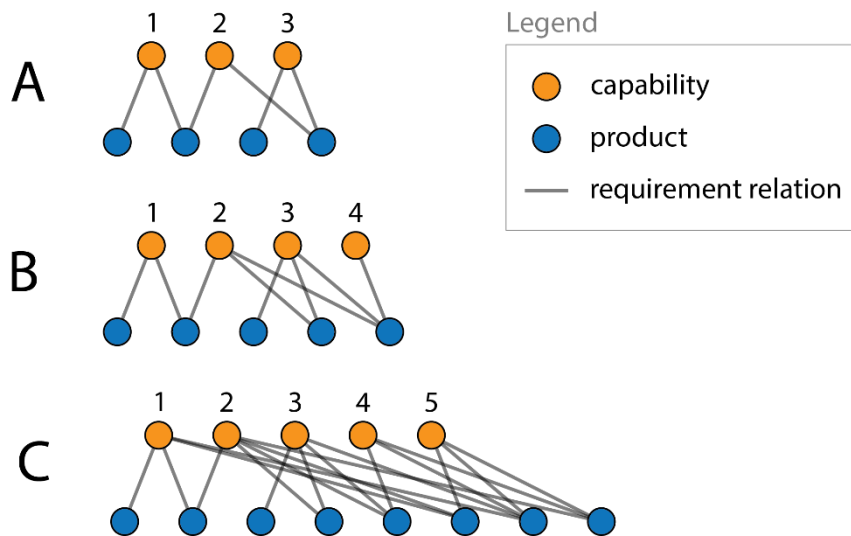 1 2 3
A
1 2 3 4
B
1 2 3 4 5
C
Legend
capability
product
requirement relation